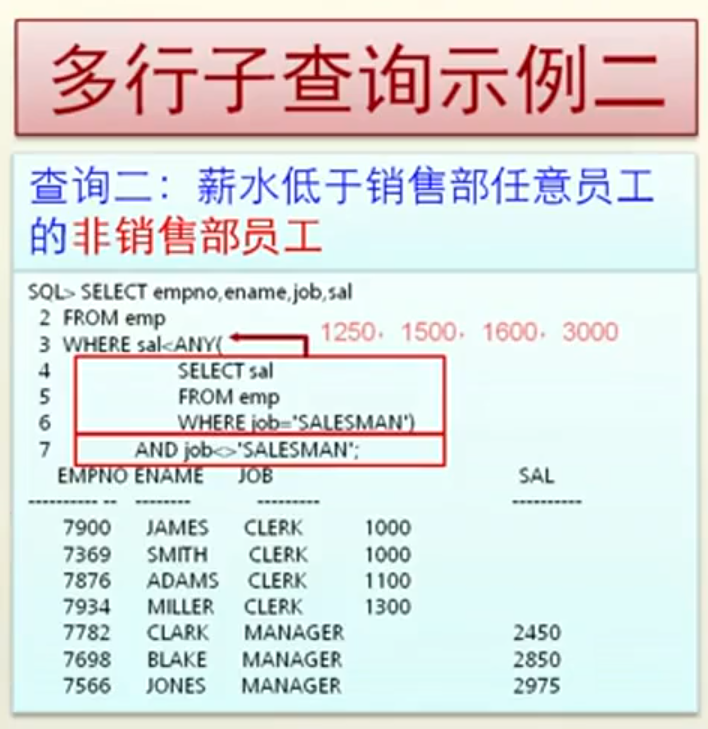 多行子查询示例二
查询二：薪水低于销售部任意员工
的非销售部员工
SQL> SELECT empno,ename,job,sal
2 FROM emp
3 WHERE sal<ANY( 1250，1500，1600，3000
4 SELECT sal
5 FROM emp
6 WHERE job='SALESMAN')
7 AND job<>'SALESMAN';
EMPNO ENAME JOB SAL
---------- -- -------- --------- ----------
7900 JAMES CLERK 1000
7369 SMITH CLERK 1000
7876 ADAMS CLERK 1100
7934 MILLER CLERK 1300
7782 CLARK MANAGER 2450
7698 BLAKE MANAGER 2850
7566 JONES MANAGER 2975